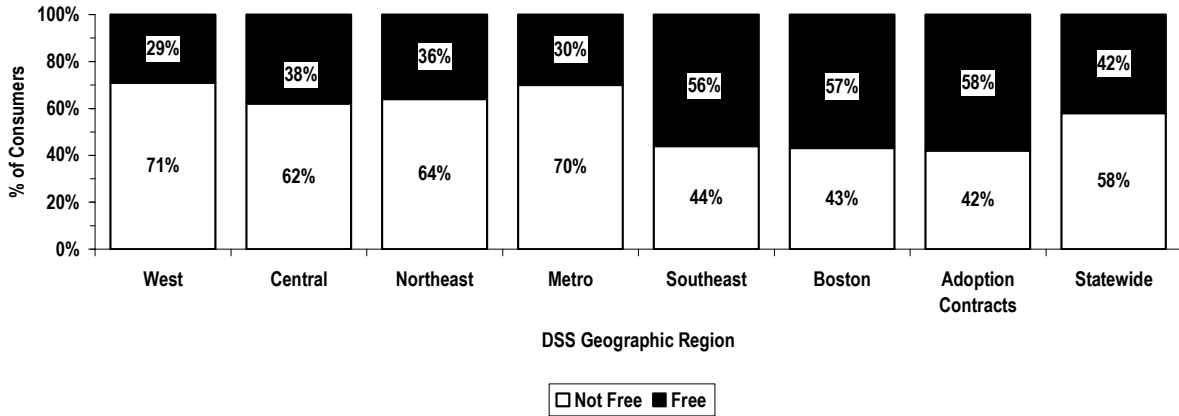 % of Consumers
100%
80%
60%
40%
20%
0%
29% 38% 36% 30% 56% 57% 58% 42%
71% 62% 64% 70% 44% 43% 42% 58%
West Central Northeast Metro Southeast Boston Adoption Contracts Statewide
DSS Geographic Region
Not Free Free